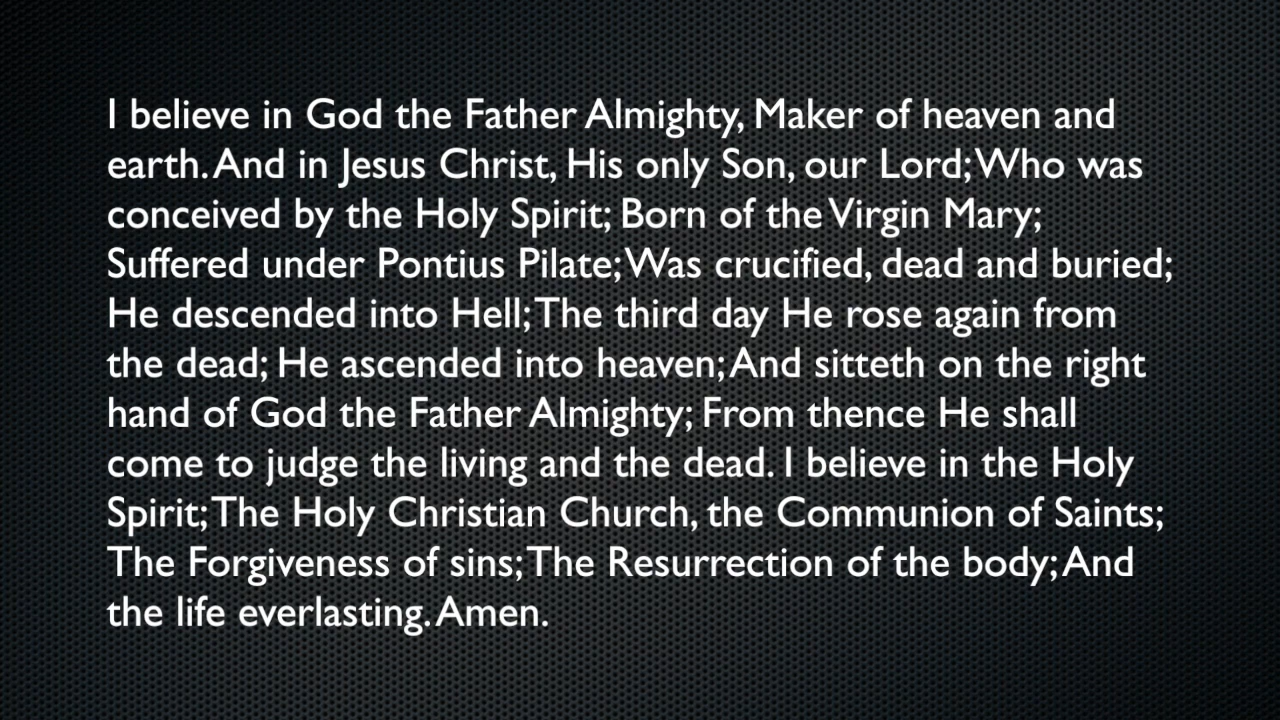 I believe in God the Father Almighty, Maker of heaven and
earth. And in Jesus Christ, His only Son, our Lord; Who was
conceived by the Holy Spirit; Born of the Virgin Mary;
Suffered under Pontius Pilate; Was crucified, dead and buried;
He descended into Hell; The third day He rose again from
the dead; He ascended into heaven; And sitteth on the right
hand of God the Father Almighty; From thence He shall
come to judge the living and the dead. I believe in the Holy
Spirit; The Holy Christian Church, the Communion of Saints;
The Forgiveness of sins; The Resurrection of the body; And
the life everlasting. Amen.